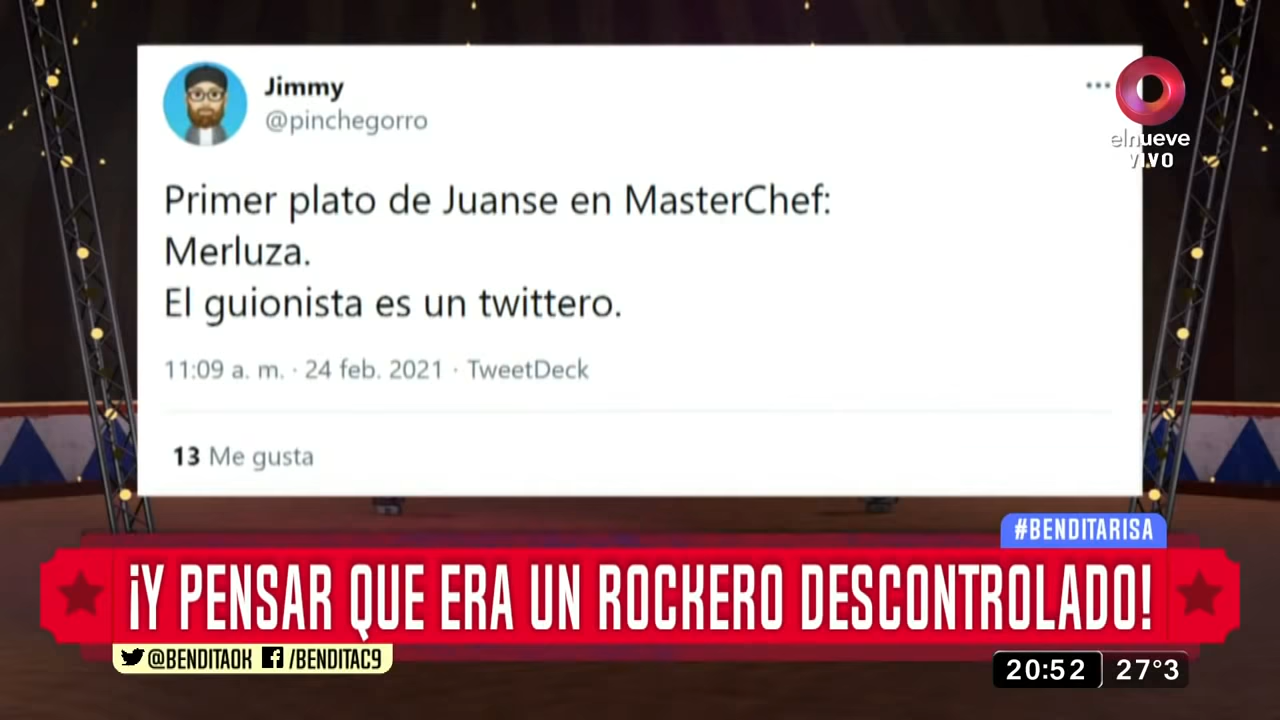 Jimmy
@pinchegorro
elnueve
VIVO
Primer plato de Juanse en MasterChef:
Merluza.
El guionista es un twittero.
11:09 a. m. · 24 feb. 2021 · TweetDeck
13 Me gusta
#BENDITARISA
¡Y PENSAR QUE ERA UN ROCKERO DESCONTROLADO!
@BENDITAOK /BENDITAC9
20:52 27°3